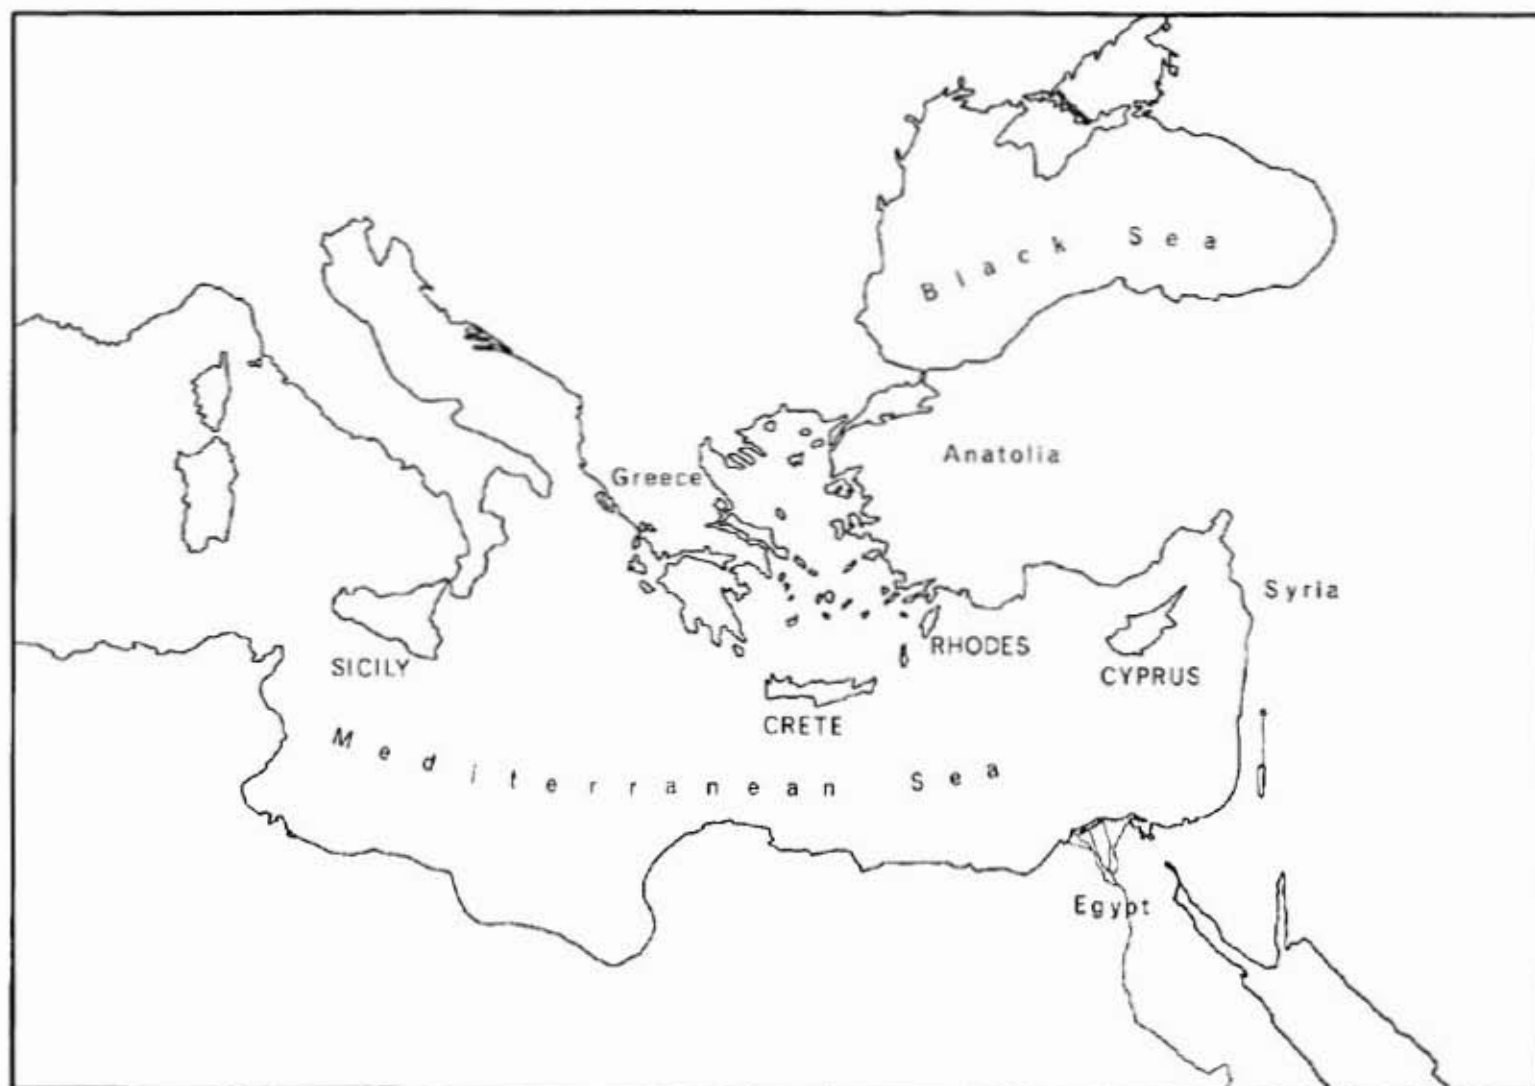 Black Sea
Anatolia
Greece
Syria
SICILY
RHODES
CYPRUS
CRETE
Mediterranean Sea
Egypt